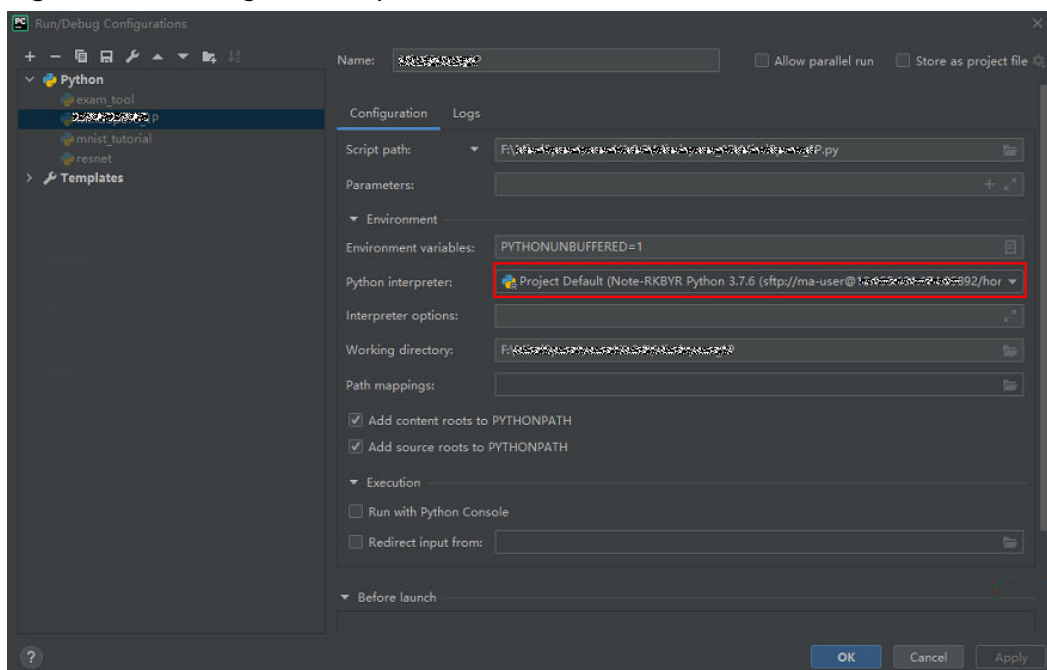 Run/Debug Configurations
Name:
Allow parallel run
Store as project file
Python
exam_tool
P
mnist_tutorial
resnet
Templates
Configuration
Logs
Script path:
F:\
P.py
Parameters:
Environment
Environment variables:
PYTHONUNBUFFERED=1
Python interpreter:
Project Default (Note-RKBYR Python 3.7.6 (sftp://ma-user@
892/hor
Interpreter options:
Working directory:
F:\
Path mappings:
Add content roots to PYTHONPATH
Add source roots to PYTHONPATH
Execution
Run with Python Console
Redirect input from:
Before launch
?
OK
Cancel
Apply